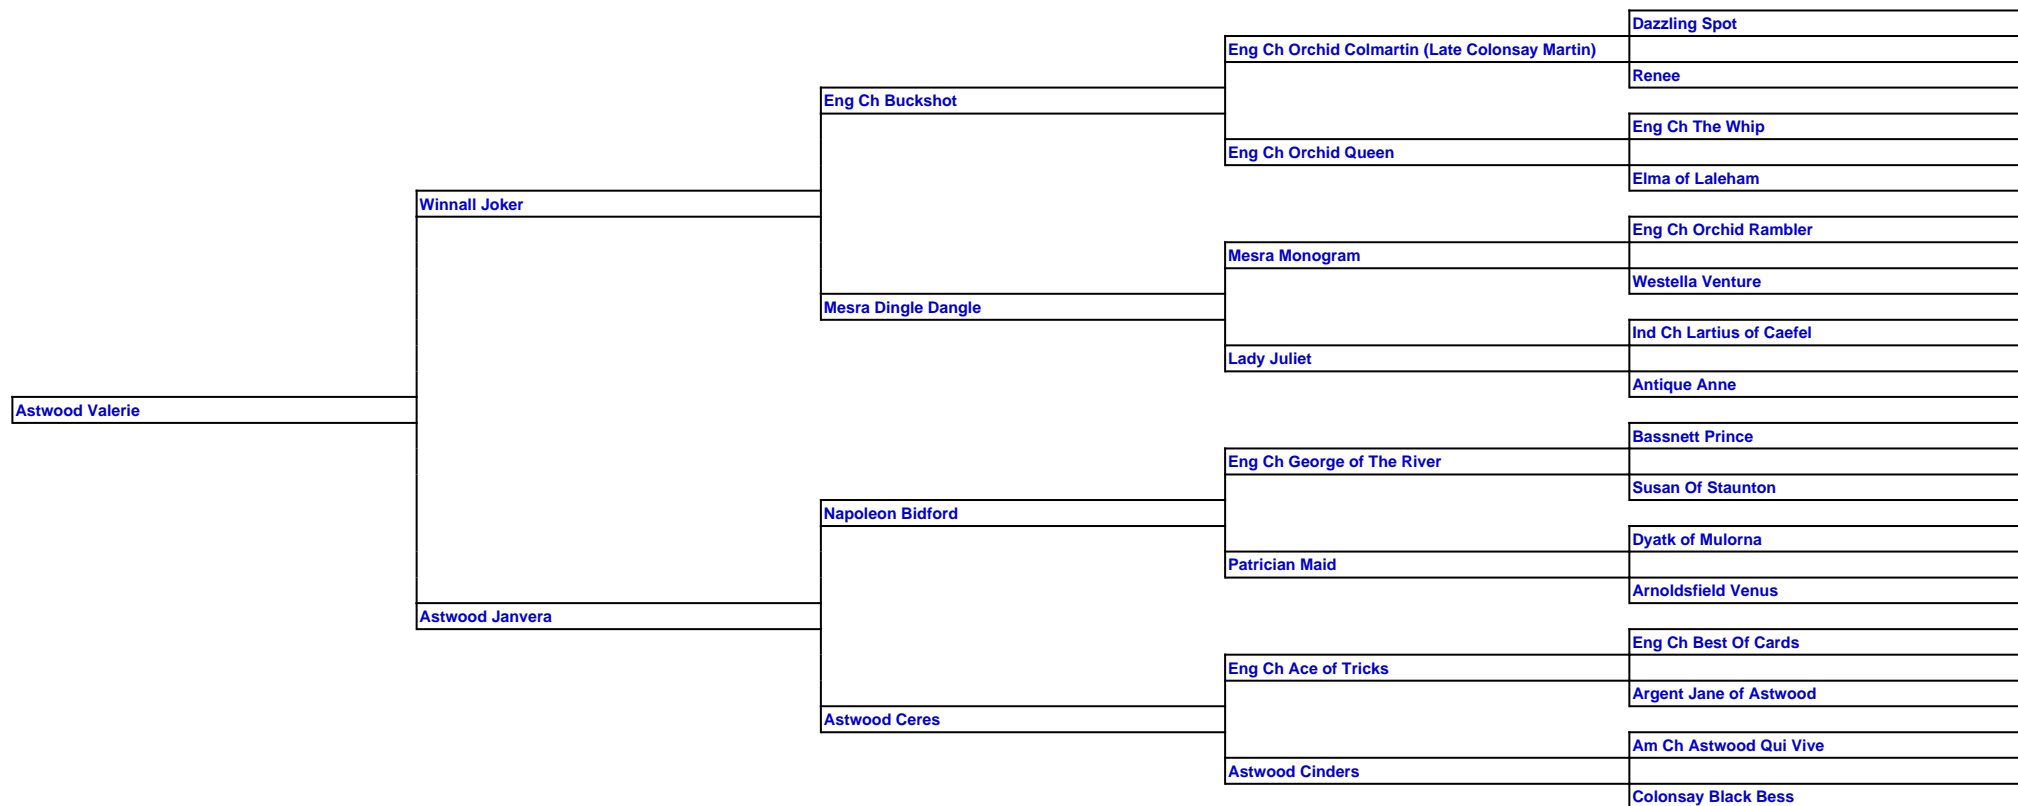 Dazzling Spot
Eng Ch Orchid Colmartin (Late Colonsay Martin)
Renee
Eng Ch Buckshot
Eng Ch The Whip
Eng Ch Orchid Queen
Elma of Laleham
Winnall Joker
Eng Ch Orchid Rambler
Mesra Monogram
Westella Venture
Mesra Dingle Dangle
Ind Ch Lartius of Caefel
Lady Juliet
Antique Anne
Astwood Valerie
Bassnett Prince
Eng Ch George of The River
Susan Of Staunton
Napoleon Bidford
Dyatk of Mulorna
Patrician Maid
Arnoldsfield Venus
Astwood Janvera
Eng Ch Best Of Cards
Eng Ch Ace of Tricks
Argent Jane of Astwood
Astwood Ceres
Am Ch Astwood Qui Vive
Astwood Cinders
Colonsay Black Bess